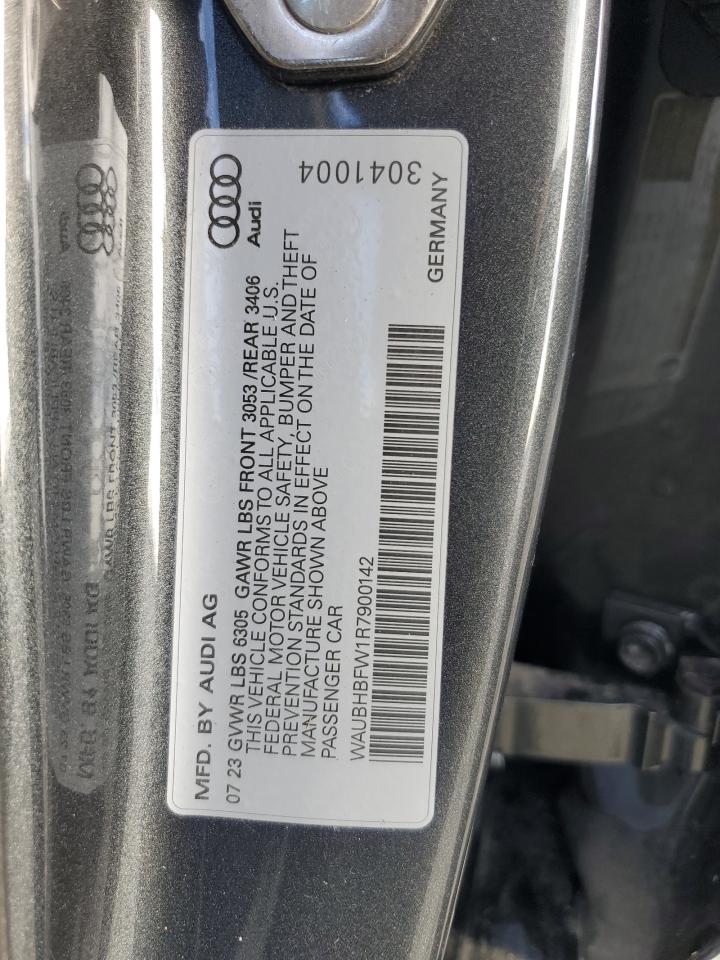 MFD. BY AUDI AG
Audi
07 23 GVWR LBS 6305 GAWR LBS FRONT 3053 /REAR 3406
THIS VEHICLE CONFORMS TO ALL APPLICABLE U.S.
FEDERAL MOTOR VEHICLE SAFETY, BUMPER AND THEFT
PREVENTION STANDARDS IN EFFECT ON THE DATE OF
MANUFACTURE SHOWN ABOVE
PASSENGER CAR
WAUBHBFW1R7900142
GERMANY
3041004